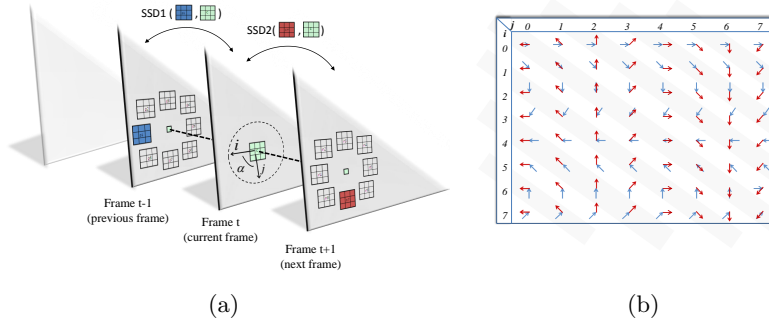 SSD1( , )
SSD2( , )
i
α
j
Frame t-1
(previous frame)
Frame t
(current frame)
Frame t+1
(next frame)
(a)
j 0 1 2 3 4 5 6 7
i
0
1
2
3
4
5
6
7
(b)